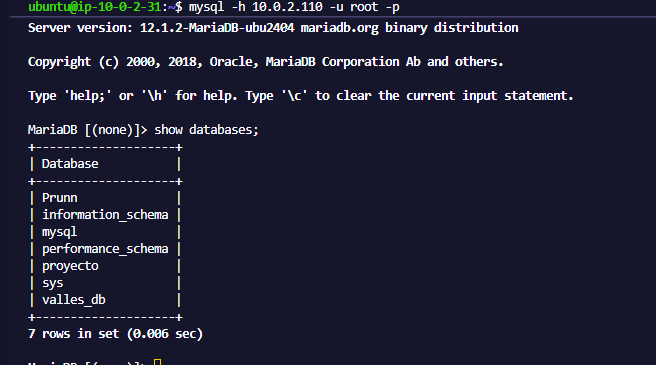 ubuntu@ip-10-0-2-31:~$ mysql -h 10.0.2.110 -u root -p
Server version: 12.1.2-MariaDB-ubu2404 mariadb.org binary distribution
Copyright (c) 2000, 2018, Oracle, MariaDB Corporation Ab and others.
Type 'help;' or '\h' for help. Type '\c' to clear the current input statement.
MariaDB [(none)]> show databases;
+--------------------+
| Database           |
+--------------------+
| Prunn              |
| information_schema |
| mysql              |
| performance_schema |
| proyecto           |
| sys                |
| valles_db          |
+--------------------+
7 rows in set (0.006 sec)
MariaDB [(none)]>